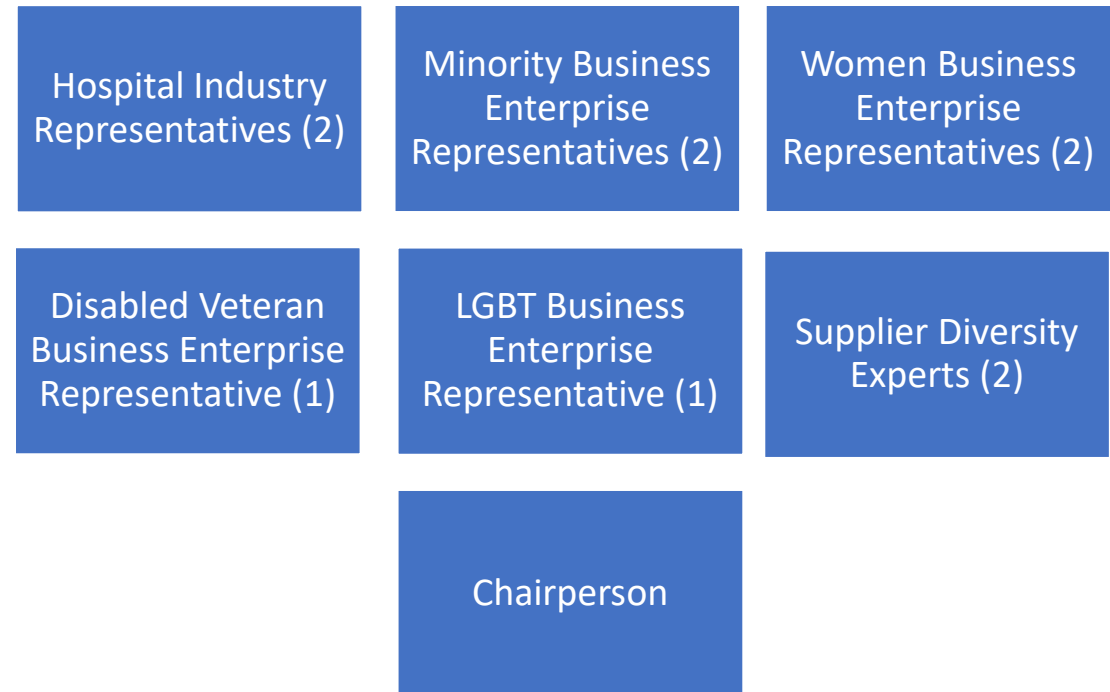 Hospital Industry
Representatives (2)
Minority Business
Enterprise
Representatives (2)
Women Business
Enterprise
Representatives (2)
Disabled Veteran
Business Enterprise
Representative (1)
LGBT Business
Enterprise
Representative (1)
Supplier Diversity
Experts (2)
Chairperson